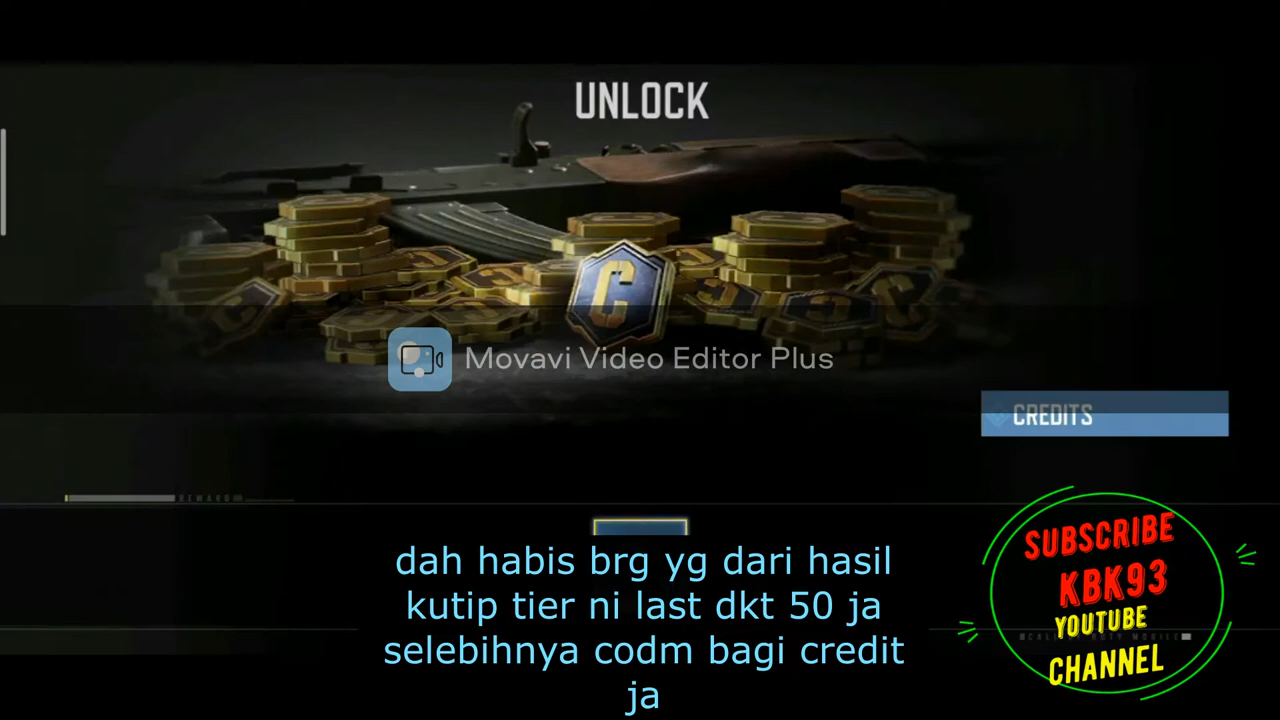 UNLOCK
Movavi Video Editor Plus
CREDITS
REWARD
dah habis brg yg dari hasil
kutip tier ni last dkt 50 ja
selebihnya codm bagi credit
ja
SUBSCRIBE
KBK93
YOUTUBE
CHANNEL